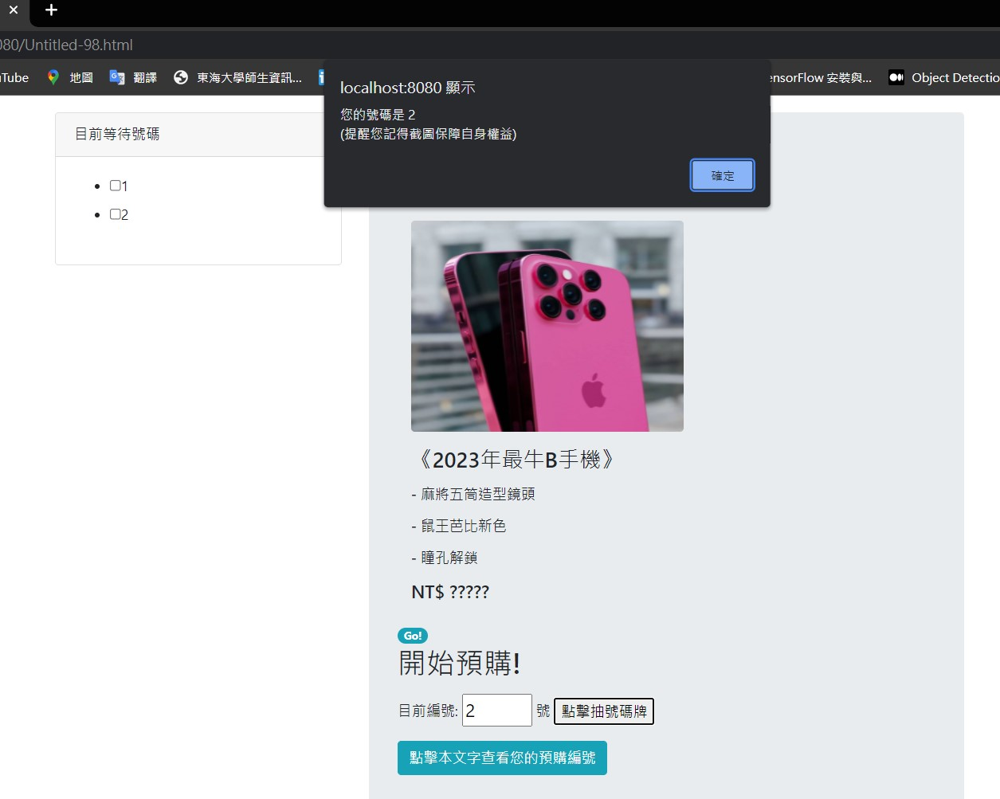 080/Untitled-98.html
uTube
地圖
翻譯
東海大學師生資訊...
ensorFlow 安裝與...
Object Detectio
localhost:8080 顯示
您的號碼是 2
(提醒您記得截圖保障自身權益)
確定
目前等待號碼
1
2
《2023年最牛B手機》
- 麻將五筒造型鏡頭
- 鼠王芭比新色
- 瞳孔解鎖
NT$ ?????
Go!
開始預購!
目前編號: 2 號 點擊抽號碼牌
點擊本文字查看您的預購編號